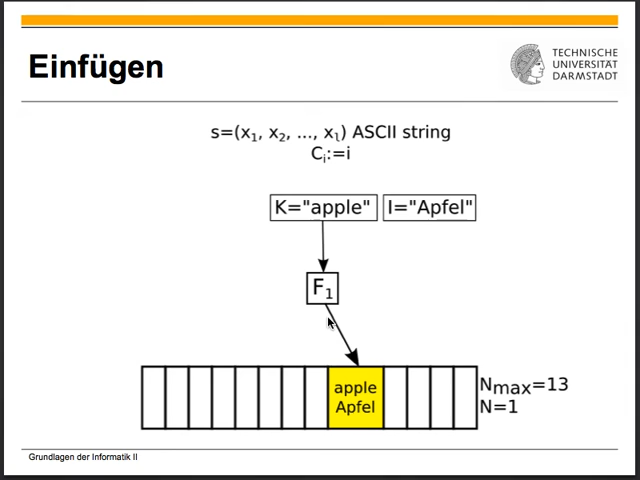 Einfügen
TECHNISCHE
UNIVERSITÄT
DARMSTADT
s=(x₁, x₂, ..., xₗ) ASCII string
Cᵢ:=i
K="apple" I="Apfel"
F₁
apple
Apfel
Nmax=13
N=1
Grundlagen der Informatik II